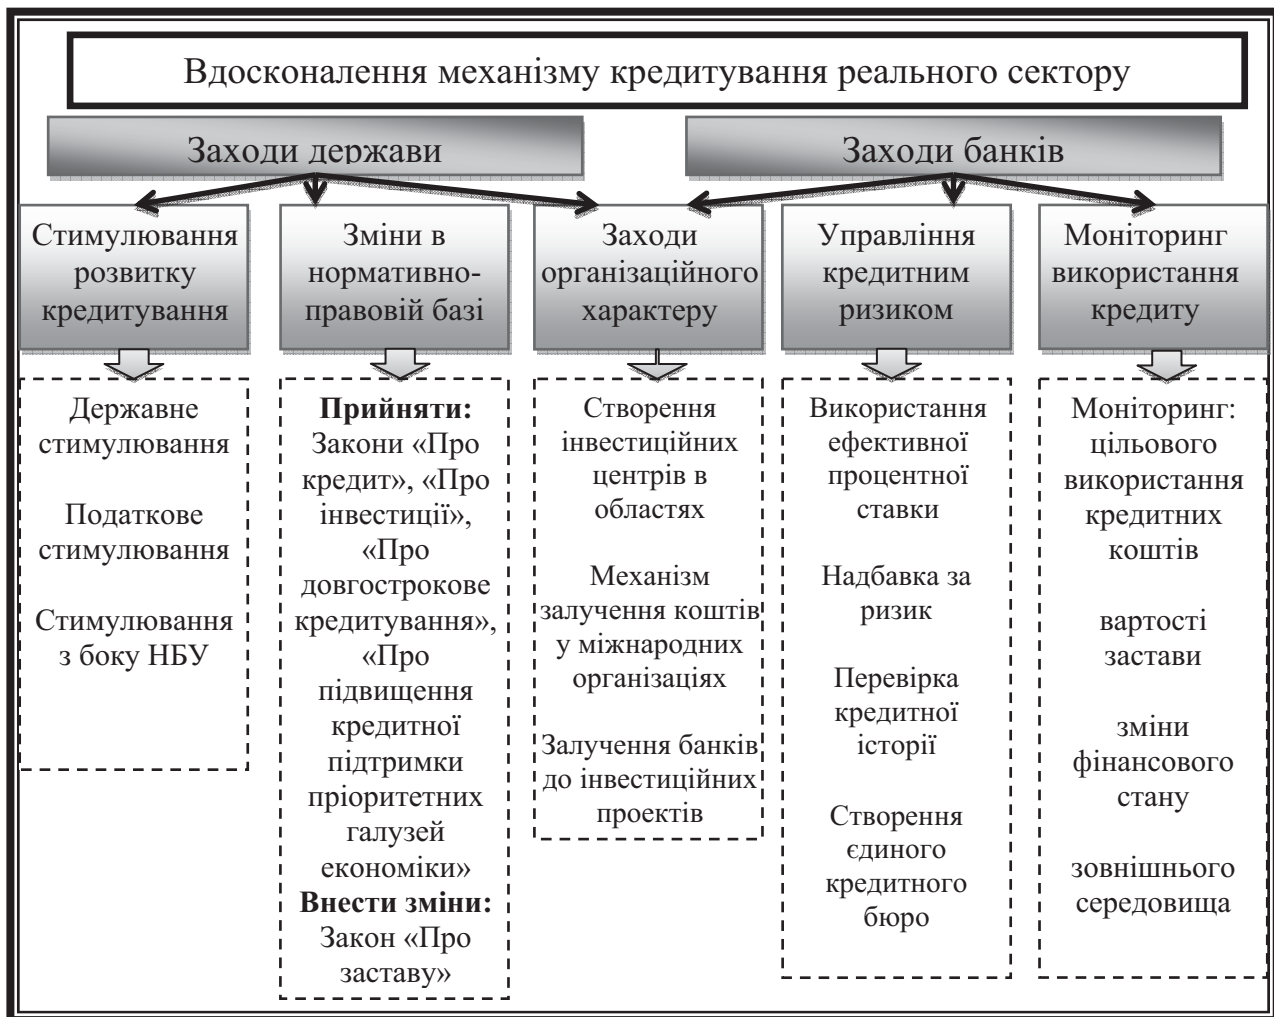 Вдосконалення механізму кредитування реального сектору
Заходи держави
Заходи банків
Стимулювання
розвитку
кредитування
Зміни в
нормативно-
правовій базі
Заходи
організаційного
характеру
Управління
кредитним
ризиком
Моніторинг
використання
кредиту
Державне
стимулювання
Податкове
стимулювання
Стимулювання
з боку НБУ
Прийняти:
Закони «Про
кредит», «Про
інвестиції»,
«Про
довгострокове
кредитування»,
«Про
підвищення
кредитної
підтримки
пріоритетних
галузей
економіки»
Внести зміни:
Закон «Про
заставу»
Створення
інвестиційних
центрів в
областях
Механізм
залучення коштів
у міжнародних
організаціях
Залучення банків
до інвестиційних
проектів
Використання
ефективної
процентної
ставки
Надбавка за
ризик
Перевірка
кредитної
історії
Створення
єдиного
кредитного
бюро
Моніторинг:
цільового
використання
кредитних
коштів
вартості
застави
зміни
фінансового
стану
зовнішнього
середовища